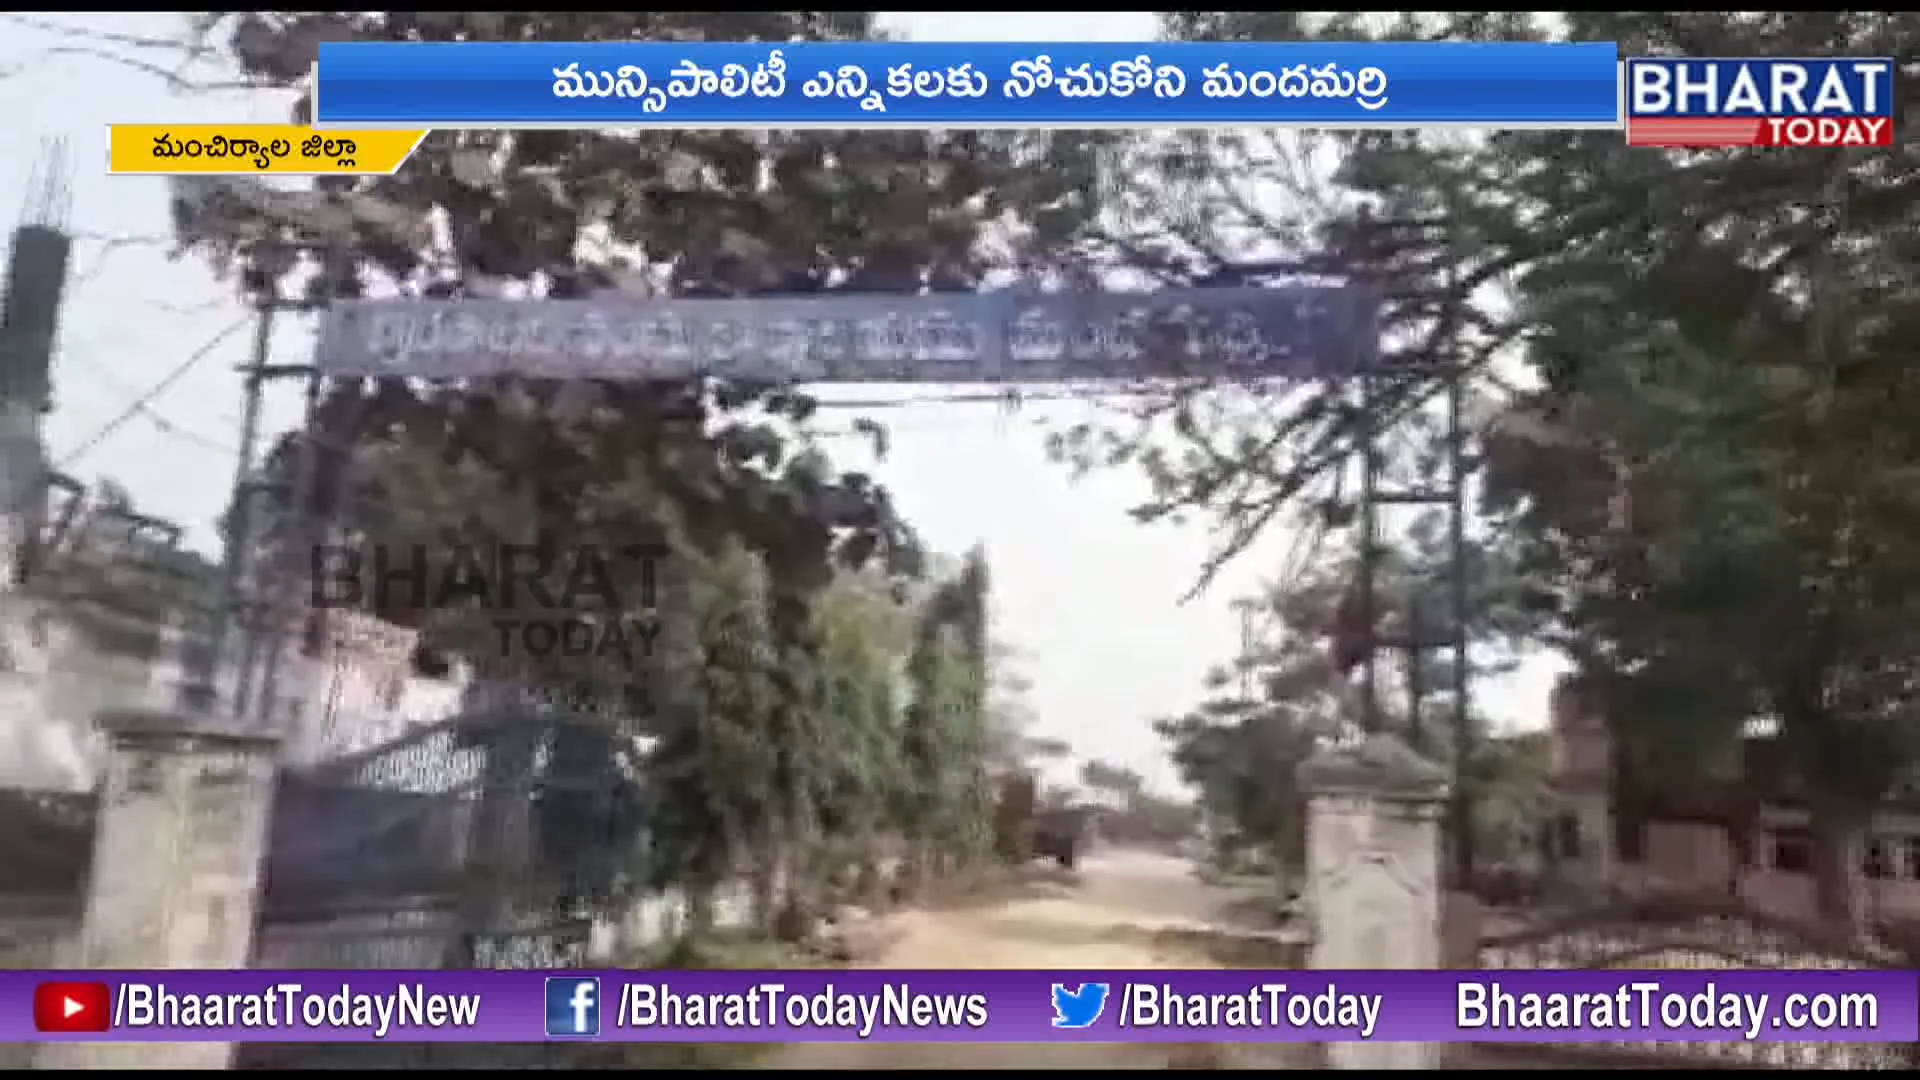 మున్సిపాలిటీ ఎన్నికలకు నోచుకోని మందమర్రి
BHARAT
TODAY
మంచిర్యాల జిల్లా
BHARAT
TODAY
/BhaaratTodayNew /BharatTodayNews /BharatToday BhaaratToday.com